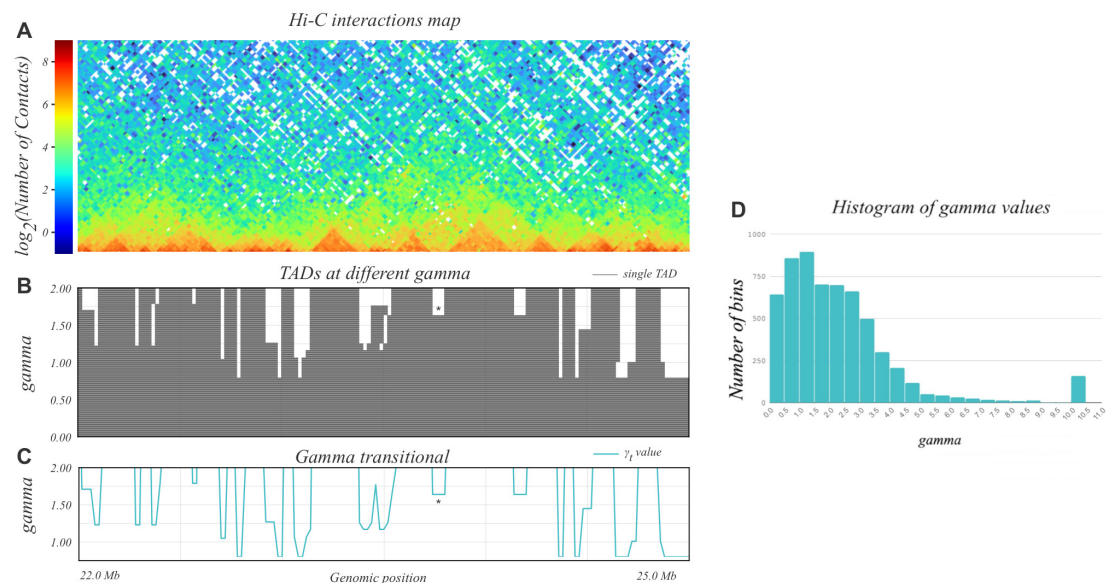 A
Hi-C interactions map
log2(Number of Contacts)
8
6
4
2
0
B
TADs at different gamma
single TAD
gamma
2.00
1.50
1.00
0.50
0.00
*
C
Gamma transitional
γt value
gamma
2.00
1.50
1.00
*
22.0 Mb
Genomic position
25.0 Mb
D
Histogram of gamma values
Number of bins
1000
750
500
250
0
0.0 0.5 1.0 1.5 2.0 2.5 3.0 3.5 4.0 4.5 5.0 5.5 6.0 6.5 7.0 7.5 8.0 8.5 9.0 9.5 10.0 10.5 11.0
gamma